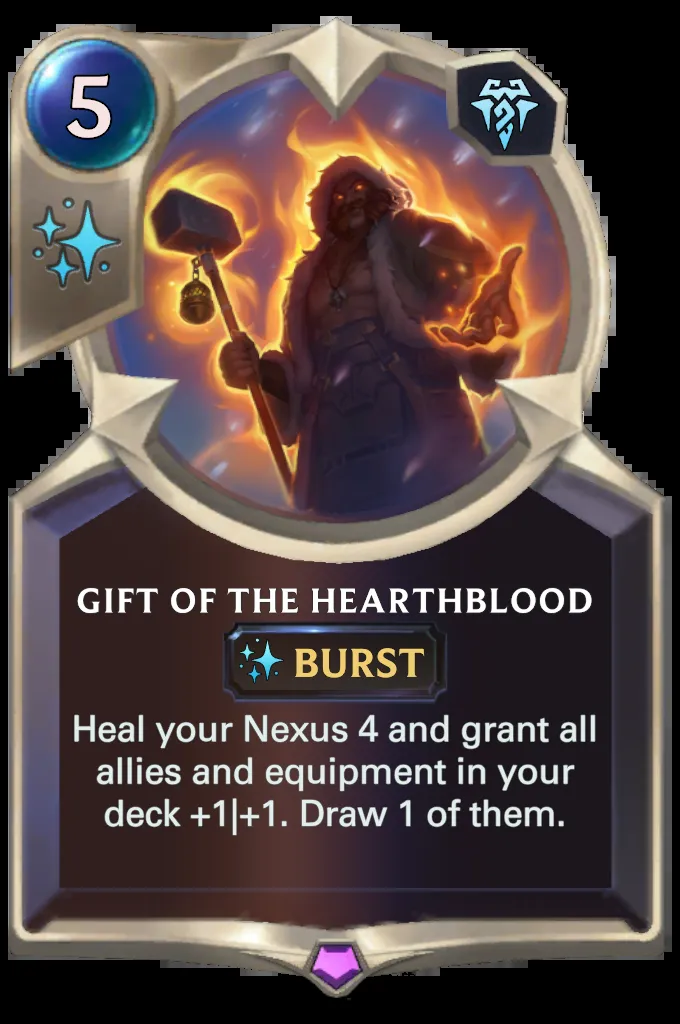 5
GIFT OF THE HEARTHBLOOD
BURST
Heal your Nexus 4 and grant all
allies and equipment in your
deck +1|+1. Draw 1 of them.